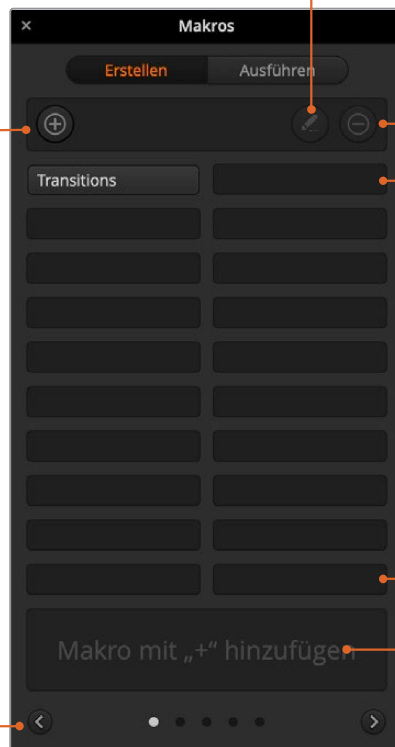 Makros
Erstellen Ausführen
Transitions
Makro mit „+“ hinzufügen